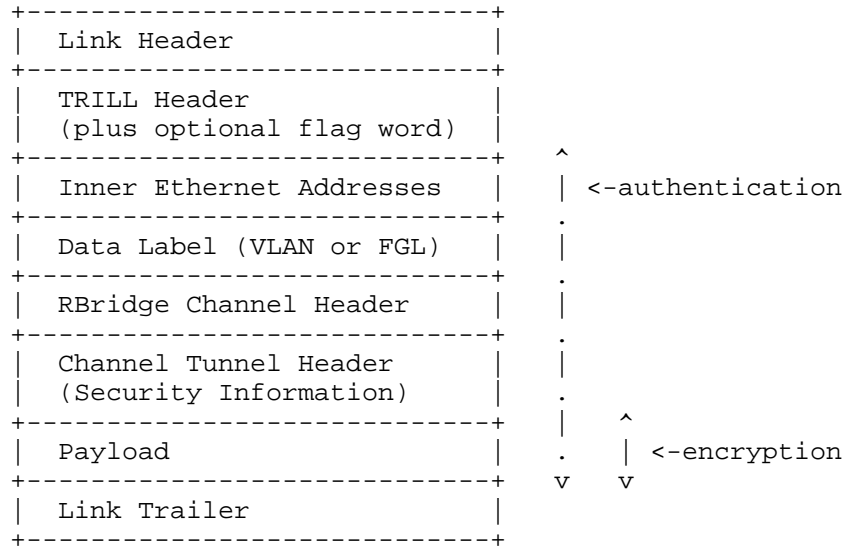 +-----------------------------+
|  Link Header                |
+-----------------------------+
|  TRILL Header               |
|  (plus optional flag word)  |
+-----------------------------+   ^
|  Inner Ethernet Addresses   |   | <-authentication
+-----------------------------+   .
|  Data Label (VLAN or FGL)   |   |
+-----------------------------+   .
|  RBridge Channel Header     |   |
+-----------------------------+   .
|  Channel Tunnel Header      |   |
|  (Security Information)     |   .
+-----------------------------+   |   ^
|  Payload                    |   .   | <-encryption
+-----------------------------+   v   v
|  Link Trailer               |
+-----------------------------+